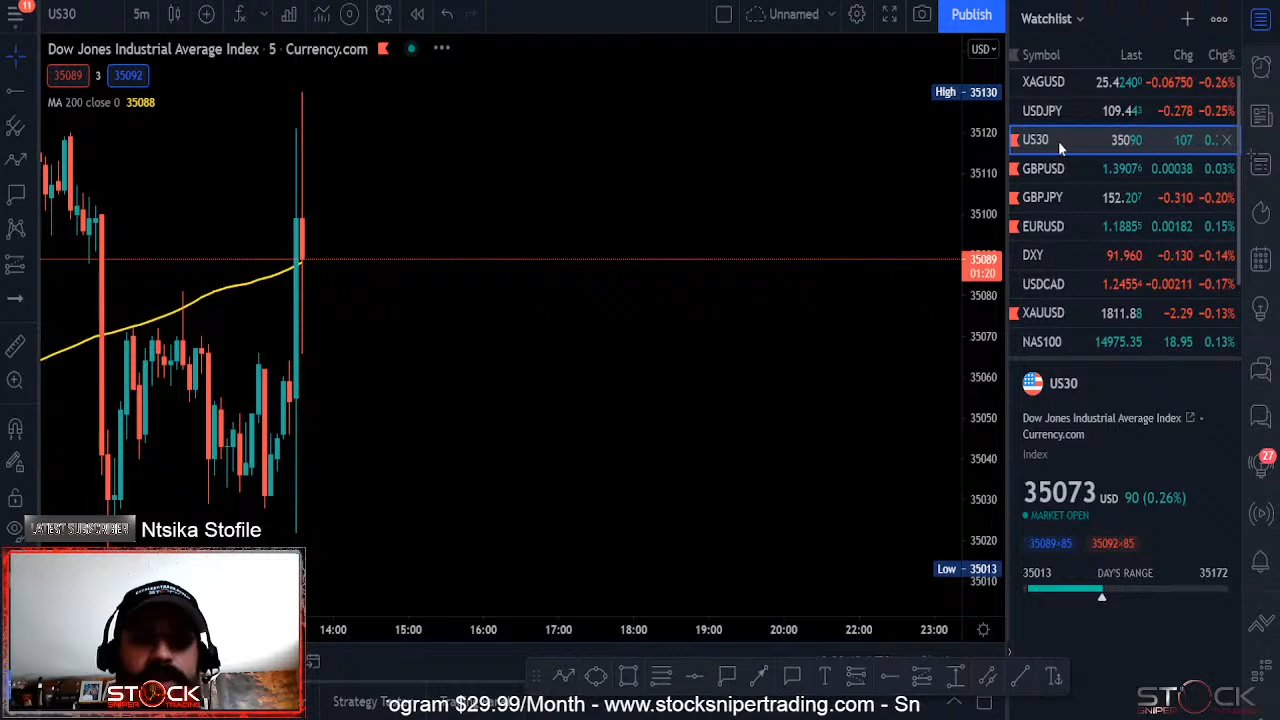 11
US30
5m
Unnamed
Publish
Dow Jones Industrial Average Index · 5 · Currency.com
USD
35089 3 35092
MA 200 close 0 35088
High 35130
35120
35110
35100
35089
01:20
35080
35070
35060
35050
35040
35030
35020
Low 35013
35010
14:00 15:00 16:00 17:00 18:00 19:00 20:00 22:00 23:00
Watchlist
Symbol Last Chg Chg%
XAGUSD 25.4240⁰ -0.06750 -0.26%
USDJPY 109.44³ -0.278 -0.25%
US30 35090 107
GBPUSD 1.3907⁶ 0.00038 0.03%
GBPJPY 152.20⁷ -0.310 -0.20%
EURUSD 1.1885⁵ 0.00182 0.15%
DXY 91.960 -0.130 -0.14%
USDCAD 1.2455⁴ -0.00211 -0.17%
XAUUSD 1811.88 -2.29 -0.13%
NAS100 14975.35 18.95 0.13%
US30
Dow Jones Industrial Average Index
Currency.com
Index
35073 USD 90 (0.26%)
MARKET OPEN
35089×85 35092×85
35013 DAY'S RANGE 35172
27
LATEST SUBSCRIBER Ntsika Stofile
STOCK
SNIPER TRADING
Strategy Te
ogram $29.99/Month - www.stocksnipertrading.com - Sn
STOCK
SNIPER TRADING